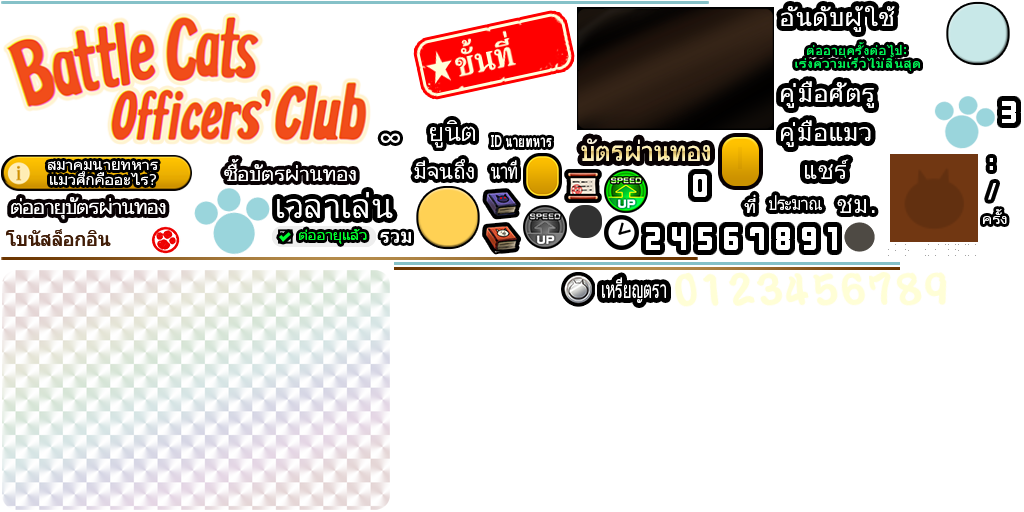 Battle Cats
Officers' Club
ขั้นที่
อันดับผู้ใช้
ต่ออายุครั้งต่อไป:
เร่งความเร็วไม่สิ้นสุด
คู่มือศัตรู
คู่มือแมว
3
∞
ยูนิต
ID นายทหาร
บัตรผ่านทอง
แชร์
:
/
ครั้ง
i
สมาคมนายทหาร
แมวศึกคืออะไร?
ชื้อบัตรผ่านทอง
มีจนถึง
นาที่
SPEED
UP
0
ที่
ประมาณ
ชม.
ต่ออายุบัตรผ่านทอง
เวลาเล่น
โบนัสล็อกอิน
ต่ออายุแล้ว
รวม
SPEED
UP
24567891
เหรียญตรา
0123456789